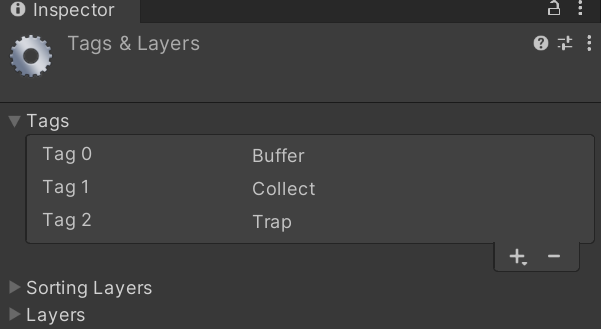 Inspector
Tags & Layers
Tags
Tag 0 Buffer
Tag 1 Collect
Tag 2 Trap
Sorting Layers
Layers